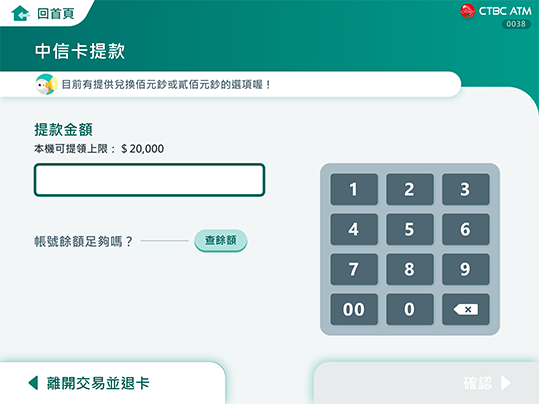 回首頁
CTBC ATM
0038
中信卡提款
目前有提供兌換佰元鈔或貳佰元鈔的選項喔！
提款金額
本機可提領上限： $ 20,000
帳號餘額足夠嗎？ 查餘額
1 2 3
4 5 6
7 8 9
00 0
離開交易並退卡
確認